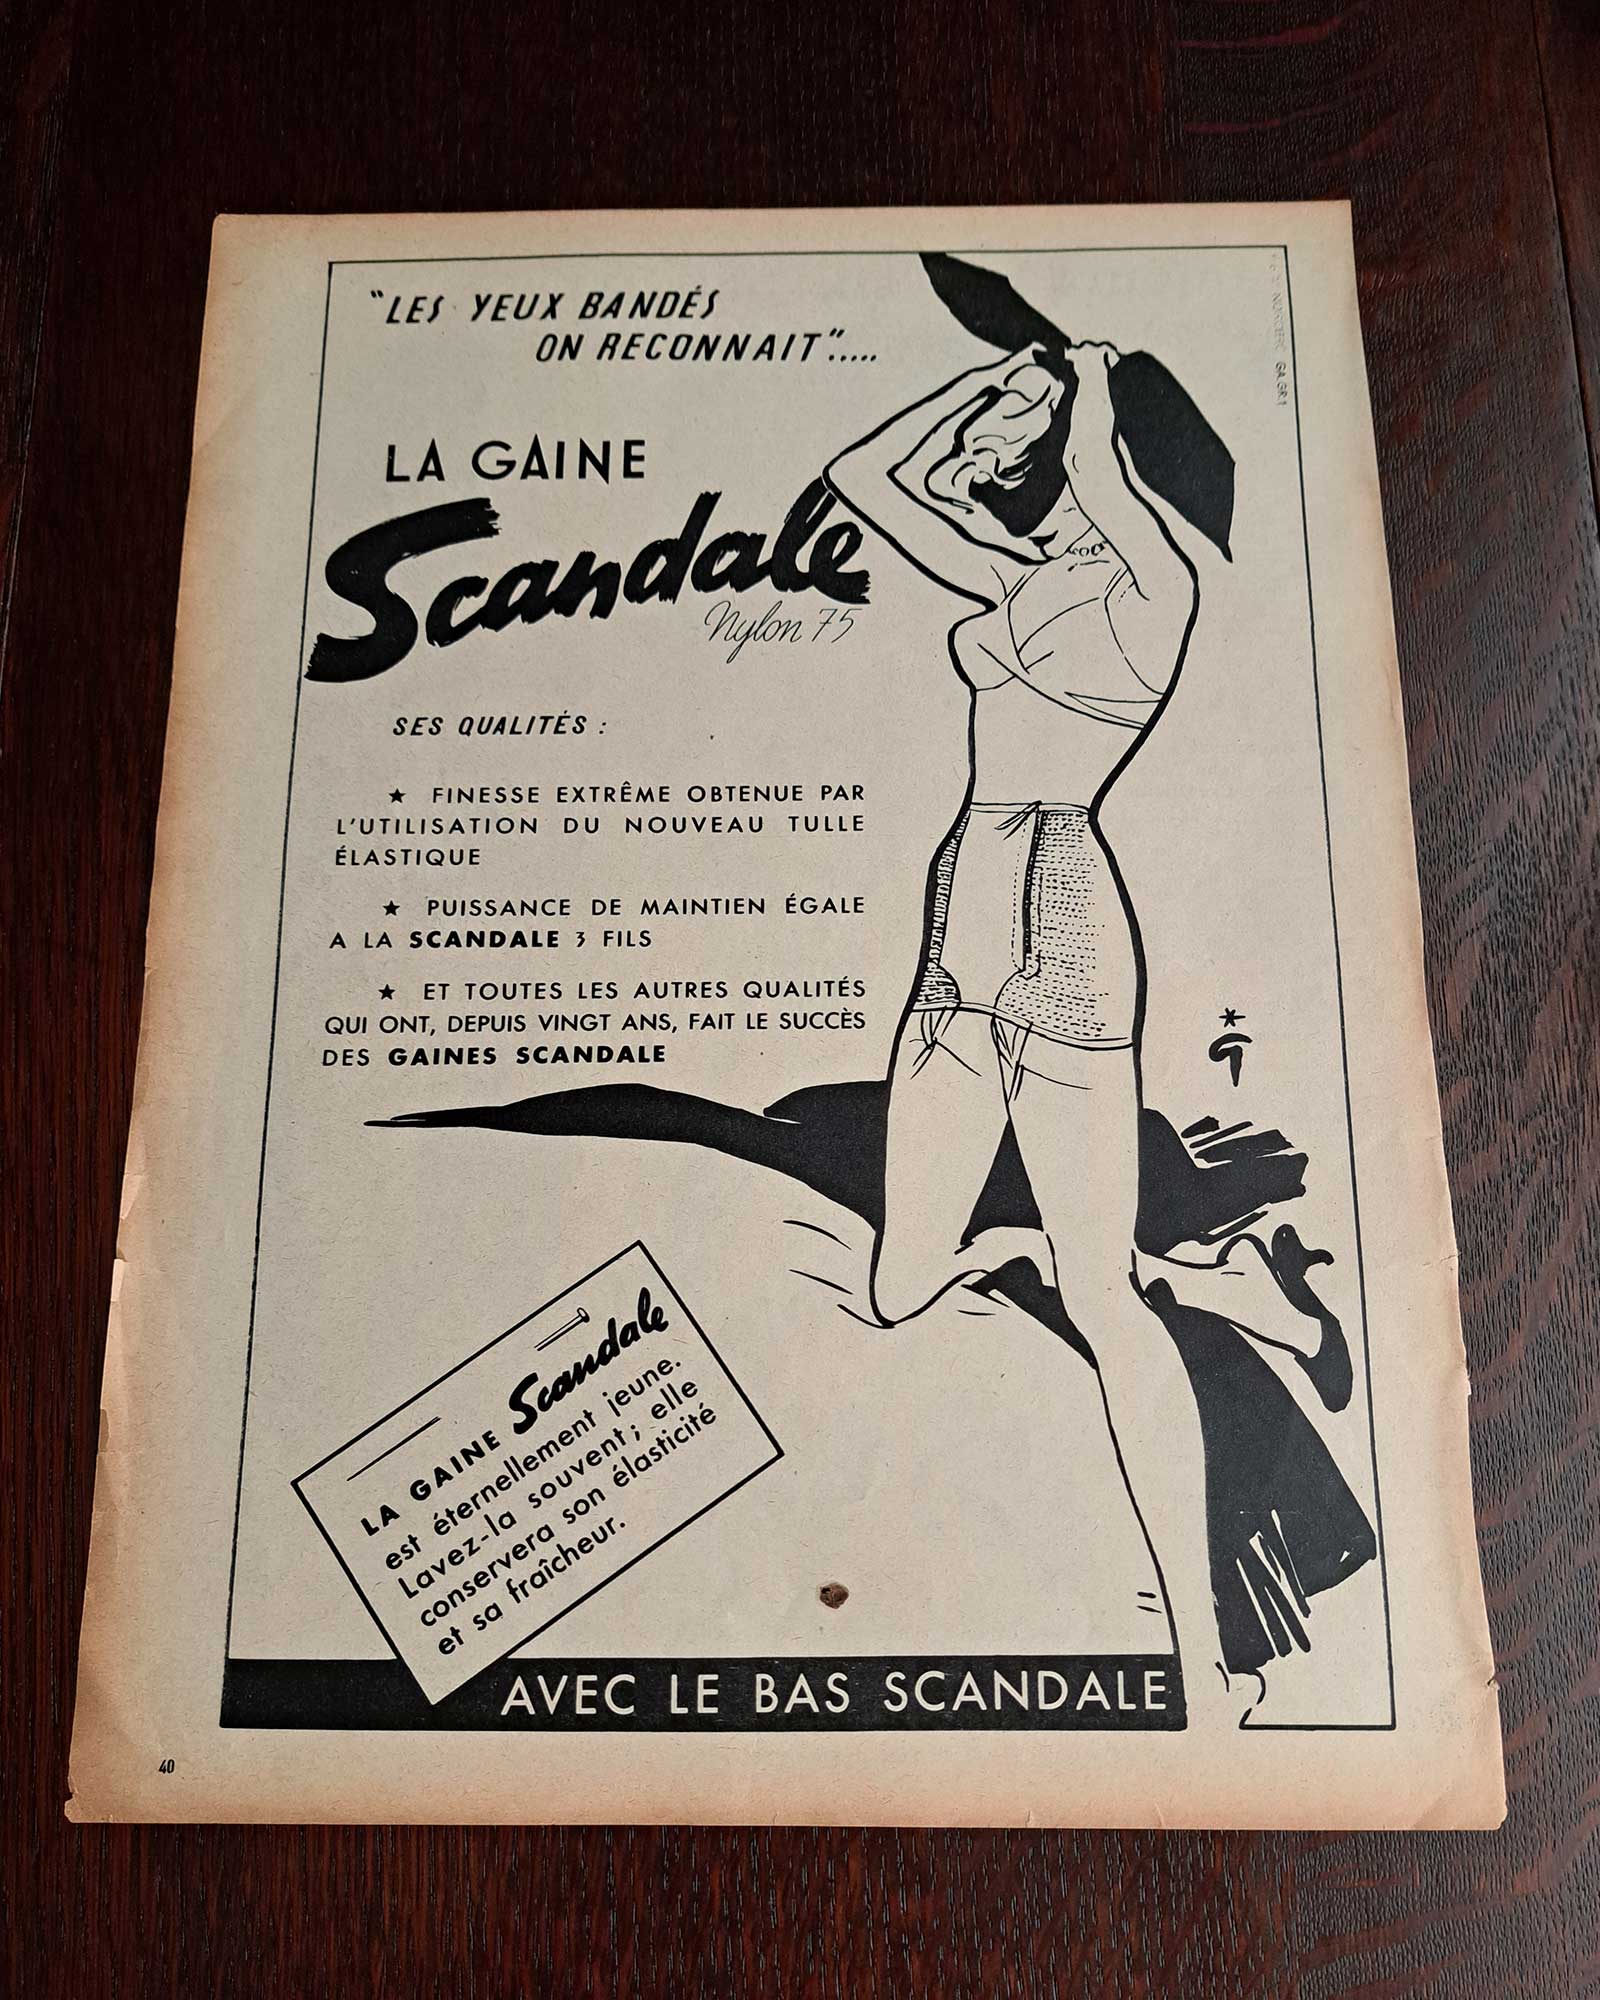 "LES YEUX BANDÉS
ON RECONNAIT".....
LA GAINE
Scandale
Nylon 75
SES QUALITÉS :
★ FINESSE EXTRÊME OBTENUE PAR
L'UTILISATION DU NOUVEAU TULLE
ÉLASTIQUE
★ PUISSANCE DE MAINTIEN ÉGALE
A LA SCANDALE 3 FILS
★ ET TOUTES LES AUTRES QUALITÉS
QUI ONT, DEPUIS VINGT ANS, FAIT LE SUCCÈS
DES GAINES SCANDALE
*G
LA GAINE Scandale
est éternellement jeune.
Lavez-la souvent ; elle
conservera son élasticité
et sa fraîcheur.
AVEC LE BAS SCANDALE
40